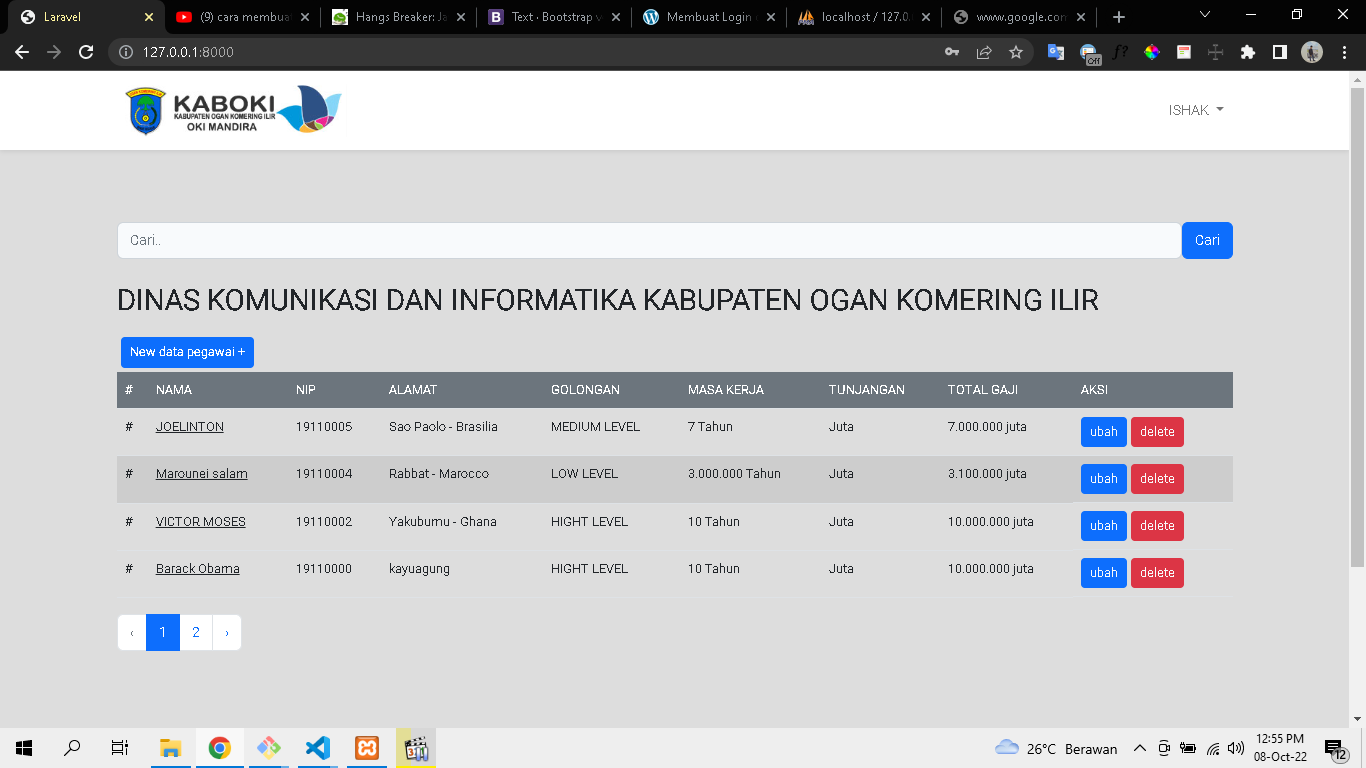 Laravel
(9) cara membuat
Hangs Breaker: Ja
Text · Bootstrap v
Membuat Login
localhost / 127.0.
www.google.com
127.0.0.1:8000
Off
KABOKI
KABUPATEN OGAN KOMERING ILIR
OKI MANDIRA
ISHAK
Cari..
Cari
DINAS KOMUNIKASI DAN INFORMATIKA KABUPATEN OGAN KOMERING ILIR
New data pegawai +
# NAMA NIP ALAMAT GOLONGAN MASA KERJA TUNJANGAN TOTAL GAJI AKSI
# JOELINTON 19110005 Sao Paolo - Brasilia MEDIUM LEVEL 7 Tahun Juta 7.000.000 juta ubah delete
# Marounei salam 19110004 Rabbat - Marocco LOW LEVEL 3.000.000 Tahun Juta 3.100.000 juta ubah delete
# VICTOR MOSES 19110002 Yakubumu - Ghana HIGHT LEVEL 10 Tahun Juta 10.000.000 juta ubah delete
# Barack Obama 19110000 kayuagung HIGHT LEVEL 10 Tahun Juta 10.000.000 juta ubah delete
‹ 1 2 ›
26°C Berawan
12:55 PM
08-Oct-22
12